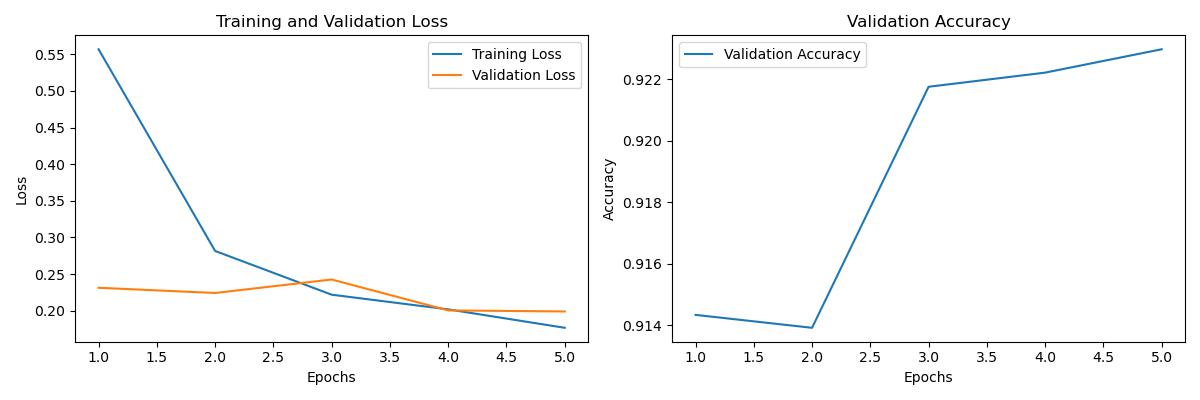 Training and Validation Loss
Training Loss
Validation Loss
0.55
0.50
0.45
0.40
0.35
0.30
0.25
0.20
Loss
1.0 1.5 2.0 2.5 3.0 3.5 4.0 4.5 5.0
Epochs
Validation Accuracy
Validation Accuracy
0.922
0.920
0.918
0.916
0.914
Accuracy
1.0 1.5 2.0 2.5 3.0 3.5 4.0 4.5 5.0
Epochs